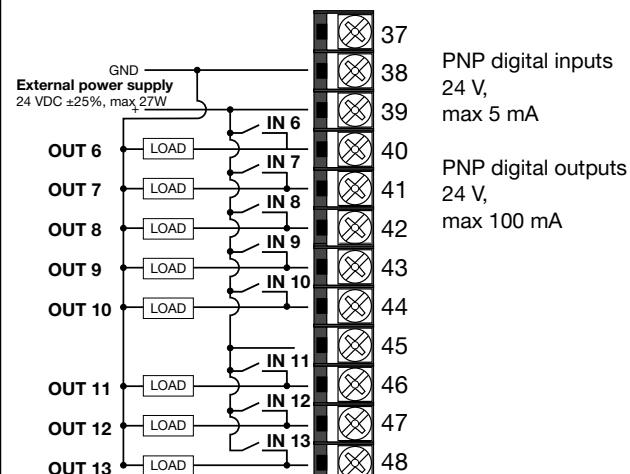 37
GND
38
External power supply
24 VDC ±25%, max 27W
+
39
PNP digital inputs
24 V,
max 5 mA
IN 6
OUT 6 LOAD 40
IN 7
OUT 7 LOAD 41
IN 8
OUT 8 LOAD 42
IN 9
OUT 9 LOAD 43
IN 10
OUT 10 LOAD 44
PNP digital outputs
24 V,
max 100 mA
45
IN 11
OUT 11 LOAD 46
IN 12
OUT 12 LOAD 47
IN 13
OUT 13 LOAD 48